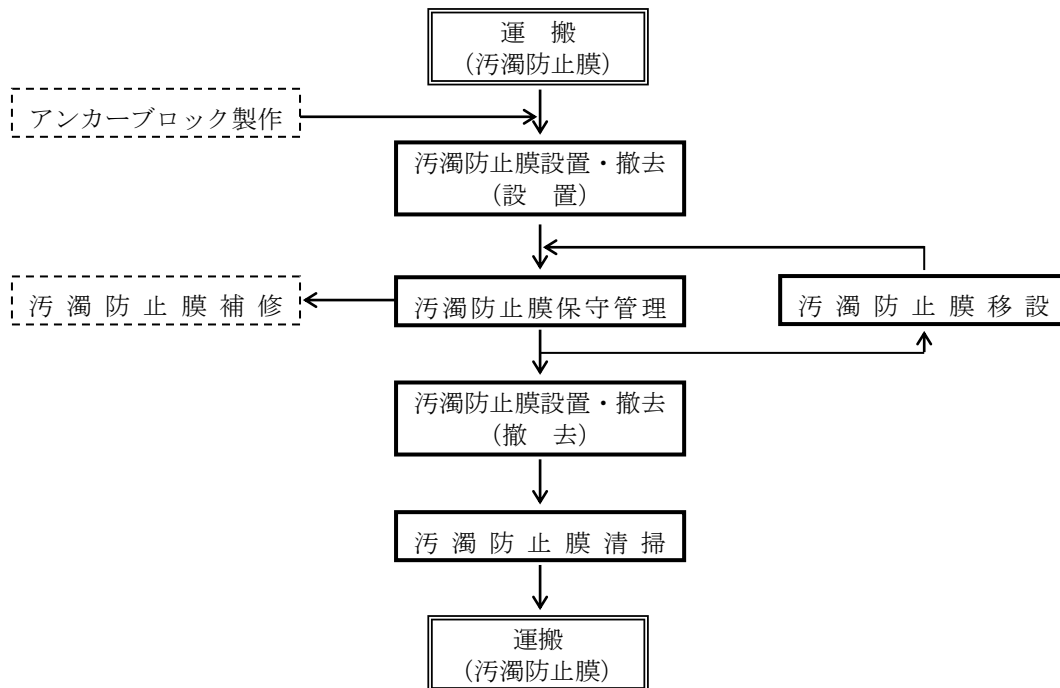 運　搬
（汚濁防止膜）
アンカーブロック製作
汚濁防止膜設置・撤去
（設　置）
汚 濁 防 止 膜 補 修
汚濁防止膜保守管理
汚 濁 防 止 膜 移 設
汚濁防止膜設置・撤去
（撤　去）
汚 濁 防 止 膜 清 掃
運搬
（汚濁防止膜）